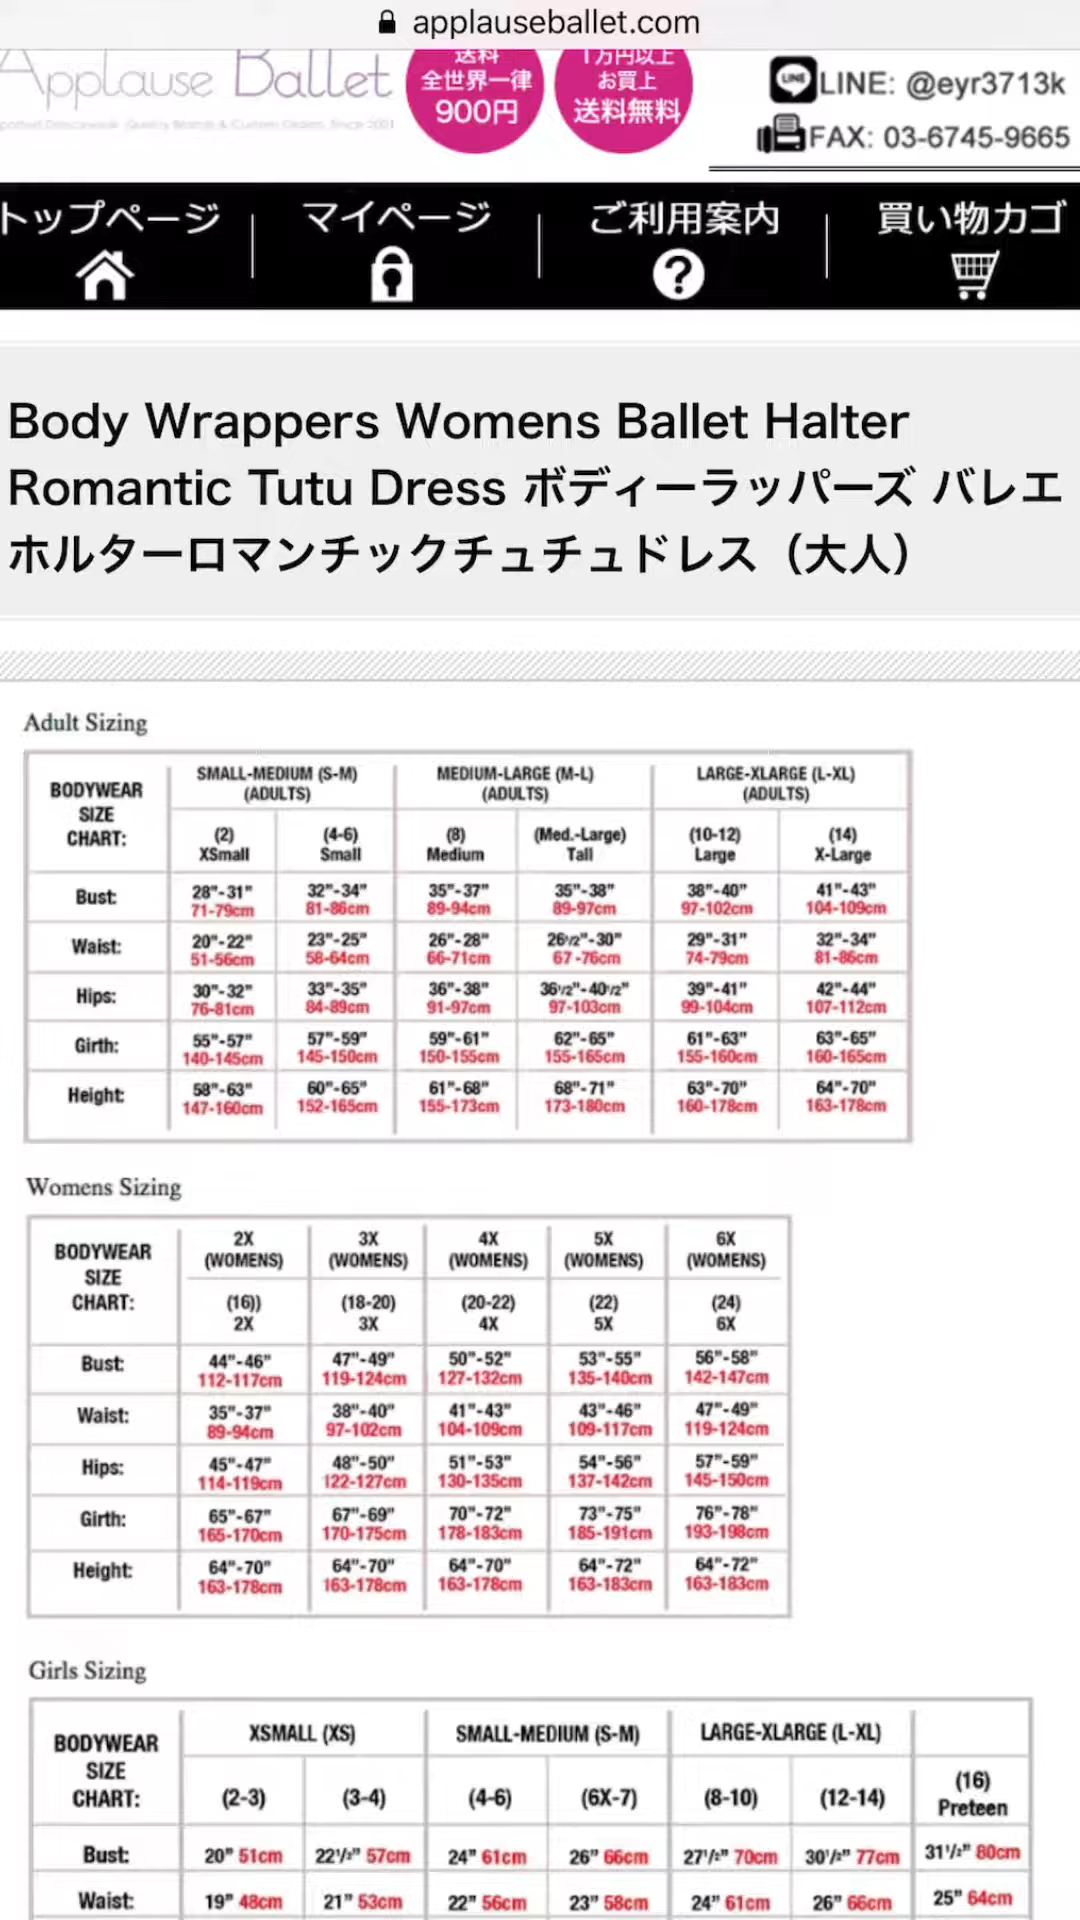 applauseballet.com
Applause Ballet
送料
全世界一律
900円
1万円以上
お買上
送料無料
LINE
LINE: @eyr3713k
FAX: 03-6745-9665
トップページ
マイページ
ご利用案内
買い物カゴ
Body Wrappers Womens Ballet Halter
Romantic Tutu Dress ボディーラッパーズ バレエ
ホルターロマンチックチュチュドレス（大人）
Adult Sizing
BODYWEAR SIZE CHART: SMALL-MEDIUM (S-M) (ADULTS) MEDIUM-LARGE (M-L) (ADULTS) LARGE-XLARGE (L-XL) (ADULTS)
(2) (4-6) (8) (Med.-Large) (10-12) (14)
XSmall Small Medium Tall Large X-Large
Bust: 28"-31" 32"-34" 35"-37" 35"-38" 38"-40" 41"-43"
71-79cm 81-86cm 89-94cm 89-97cm 97-102cm 104-109cm
Waist: 20"-22" 23"-25" 26"-28" 261/2"-30" 29"-31" 32"-34"
51-56cm 58-64cm 66-71cm 67-76cm 74-79cm 81-86cm
Hips: 30"-32" 33"-35" 36"-38" 361/2"-401/2" 39"-41" 42"-44"
76-81cm 84-89cm 91-97cm 97-103cm 99-104cm 107-112cm
Girth: 55"-57" 57"-59" 59"-61" 62"-65" 61"-63" 63"-65"
140-145cm 145-150cm 150-155cm 155-165cm 155-160cm 160-165cm
Height: 58"-63" 60"-65" 61"-68" 68"-71" 63"-70" 64"-70"
147-160cm 152-165cm 155-173cm 173-180cm 160-178cm 163-178cm
Womens Sizing
BODYWEAR SIZE CHART: 2X (WOMENS) 3X (WOMENS) 4X (WOMENS) 5X (WOMENS) 6X (WOMENS)
(16)) (18-20) (20-22) (22) (24)
2X 3X 4X 5X 6X
Bust: 44"-46" 47"-49" 50"-52" 53"-55" 56"-58"
112-117cm 119-124cm 127-132cm 135-140cm 142-147cm
Waist: 35"-37" 38"-40" 41"-43" 43"-46" 47"-49"
89-94cm 97-102cm 104-109cm 109-117cm 119-124cm
Hips: 45"-47" 48"-50" 51"-53" 54"-56" 57"-59"
114-119cm 122-127cm 130-135cm 137-142cm 145-150cm
Girth: 65"-67" 67"-69" 70"-72" 73"-75" 76"-78"
165-170cm 170-175cm 178-183cm 185-191cm 193-198cm
Height: 64"-70" 64"-70" 64"-70" 64"-72" 64"-72"
163-178cm 163-178cm 163-178cm 163-183cm 163-183cm
Girls Sizing
BODYWEAR SIZE CHART: XSMALL (XS) SMALL-MEDIUM (S-M) LARGE-XLARGE (L-XL)
(2-3) (3-4) (4-6) (6X-7) (8-10) (12-14) (16) Preteen
Bust: 20" 51cm 221/2" 57cm 24" 61cm 26" 66cm 271/2" 70cm 301/2" 77cm 311/2" 80cm
Waist: 19" 48cm 21" 53cm 22" 56cm 23" 58cm 24" 61cm 26" 66cm 25" 64cm